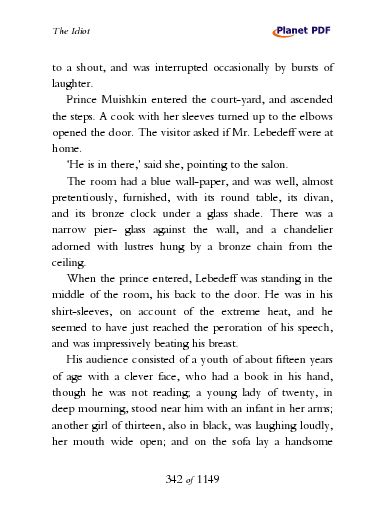 The Idiot
Planet PDF
to a shout, and was interrupted occasionally by bursts of
laughter.
Prince Muishkin entered the court-yard, and ascended
the steps. A cook with her sleeves turned up to the elbows
opened the door. The visitor asked if Mr. Lebedeff were at
home.
‘He is in there,’ said she, pointing to the salon.
The room had a blue wall-paper, and was well, almost
pretentiously, furnished, with its round table, its divan,
and its bronze clock under a glass shade. There was a
narrow pier- glass against the wall, and a chandelier
adorned with lustres hung by a bronze chain from the
ceiling.
When the prince entered, Lebedeff was standing in the
middle of the room, his back to the door. He was in his
shirt-sleeves, on account of the extreme heat, and he
seemed to have just reached the peroration of his speech,
and was impressively beating his breast.
His audience consisted of a youth of about fifteen years
of age with a clever face, who had a book in his hand,
though he was not reading; a young lady of twenty, in
deep mourning, stood near him with an infant in her arms;
another girl of thirteen, also in black, was laughing loudly,
her mouth wide open; and on the sofa lay a handsome
342 of 1149